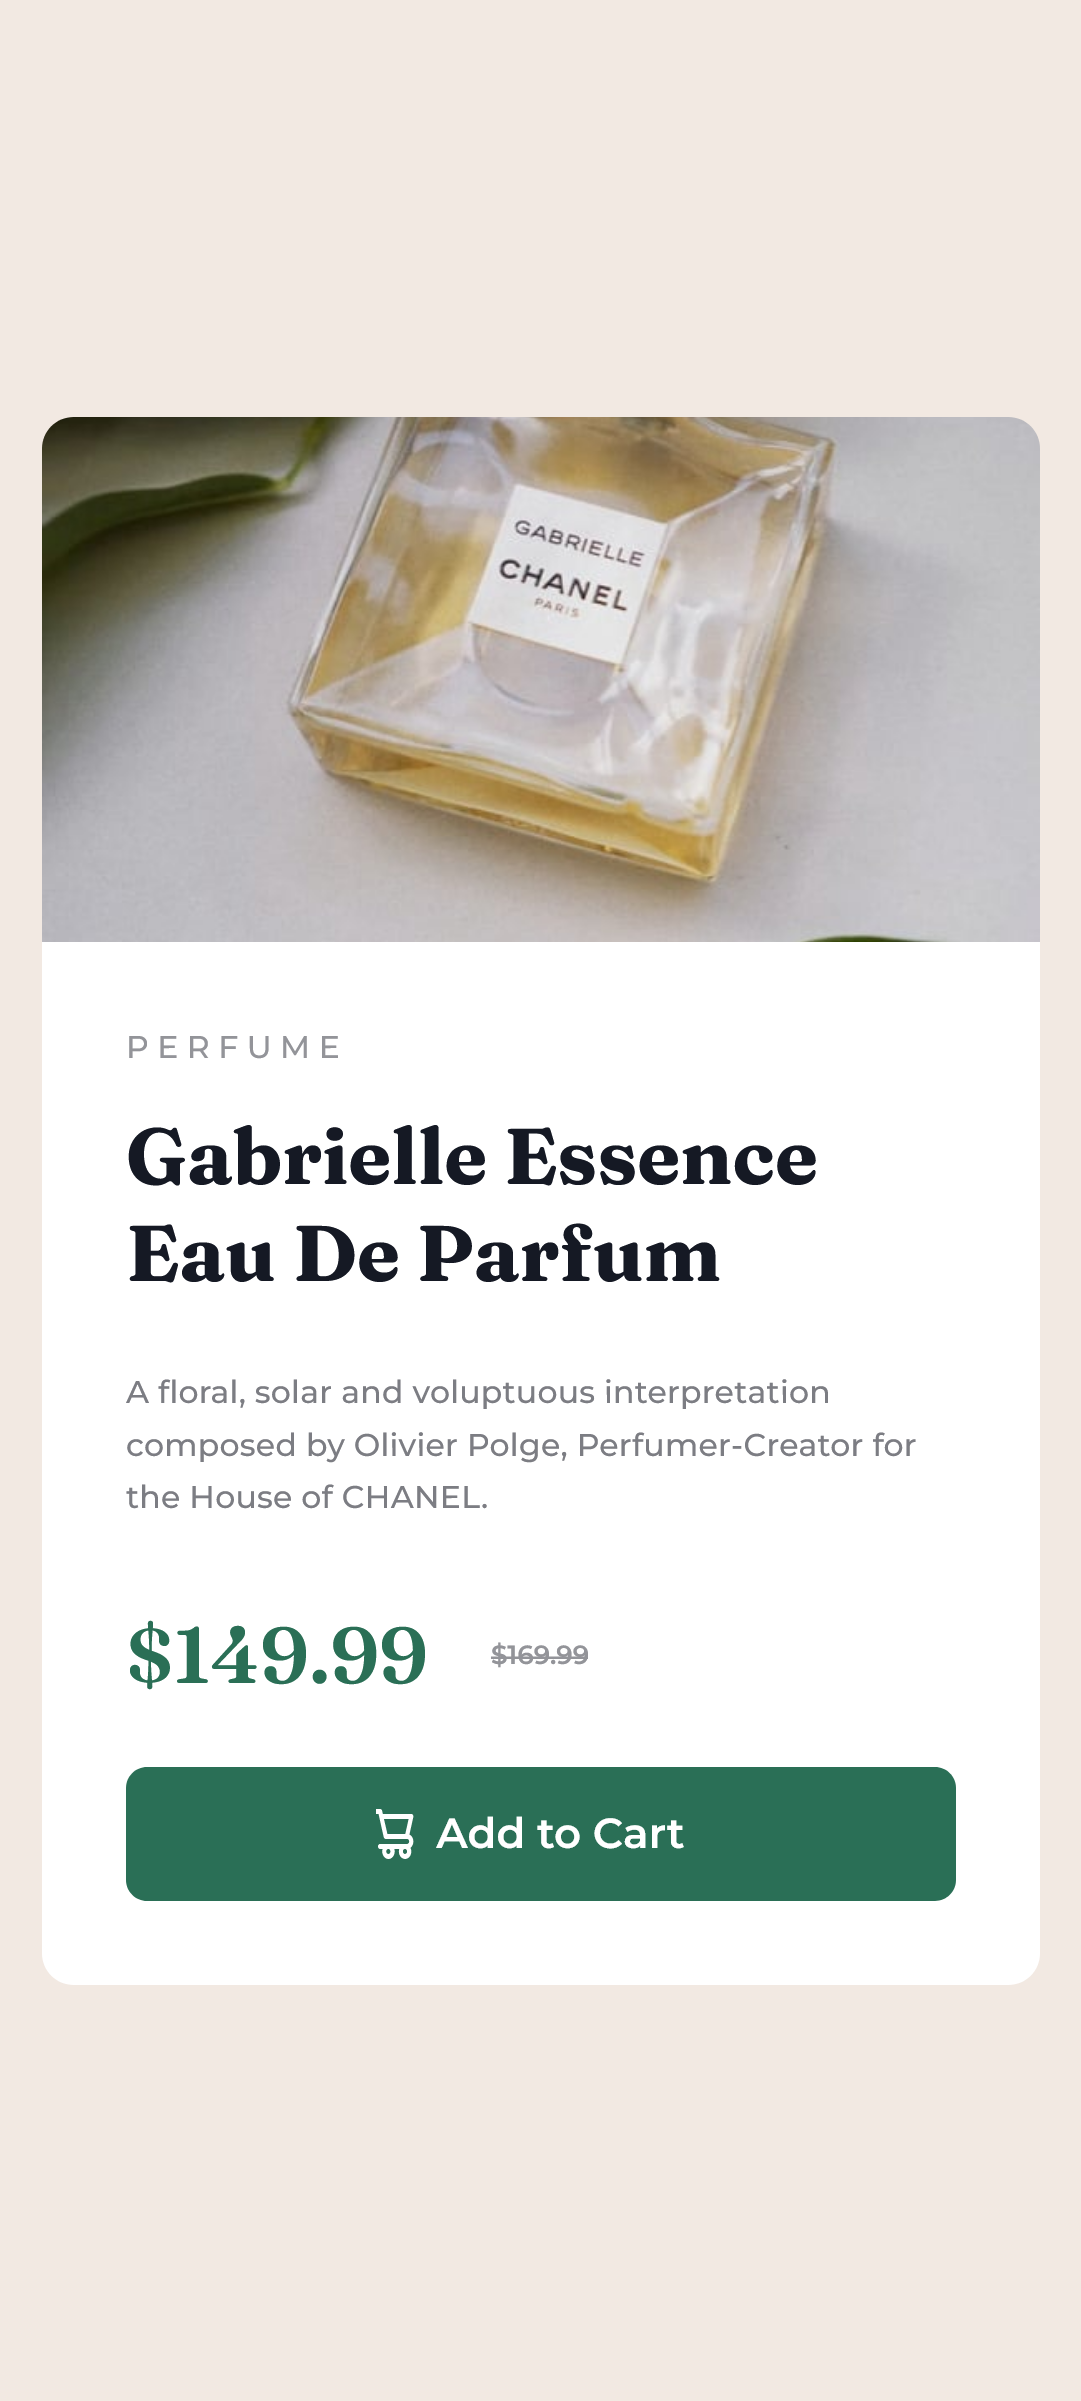 GABRIELLE
CHANEL
PARIS
PERFUME
Gabrielle Essence
Eau De Parfum
A floral, solar and voluptuous interpretation
composed by Olivier Polge, Perfumer-Creator for
the House of CHANEL.
$149.99 $169.99
Add to Cart